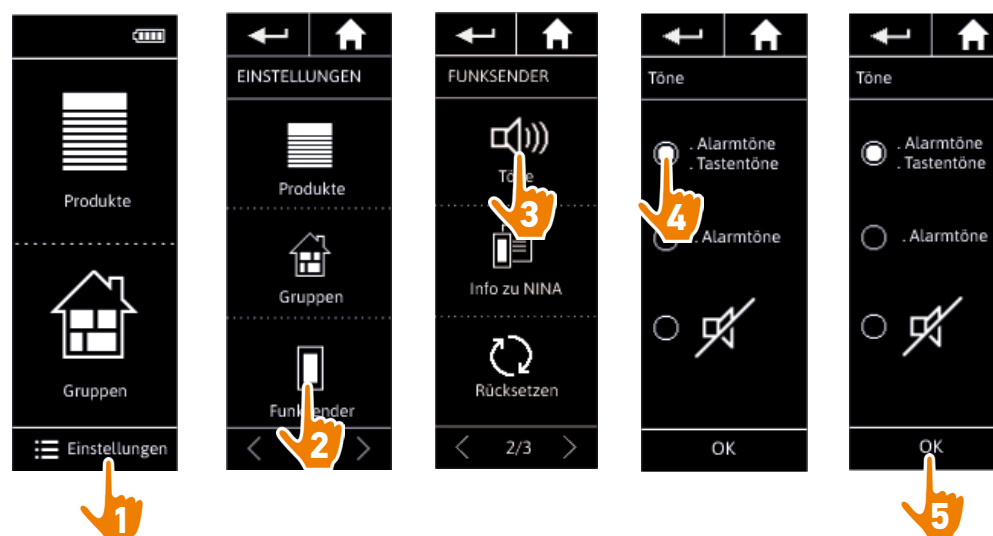 Produkte
Gruppen
Einstellungen
1
EINSTELLUNGEN
Produkte
Gruppen
Funksender
2
FUNKSENDER
Töne
3
Info zu NINA
Rücksetzen
2/3
Töne
. Alarmtöne
. Tastentöne
4
. Alarmtöne
OK
Töne
. Alarmtöne
. Tastentöne
. Alarmtöne
OK
5